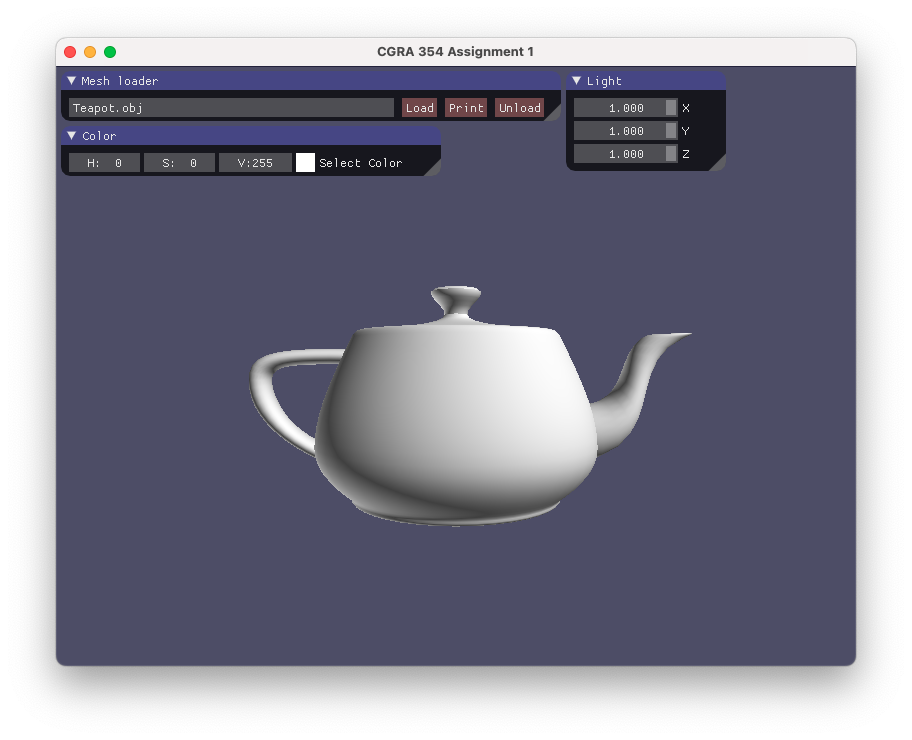 CGRA 354 Assignment 1
Mesh loader
Teapot.obj Load Print Unload
Color
H: 0 S: 0 V:255 Select Color
Light
1.000 X
1.000 Y
1.000 Z